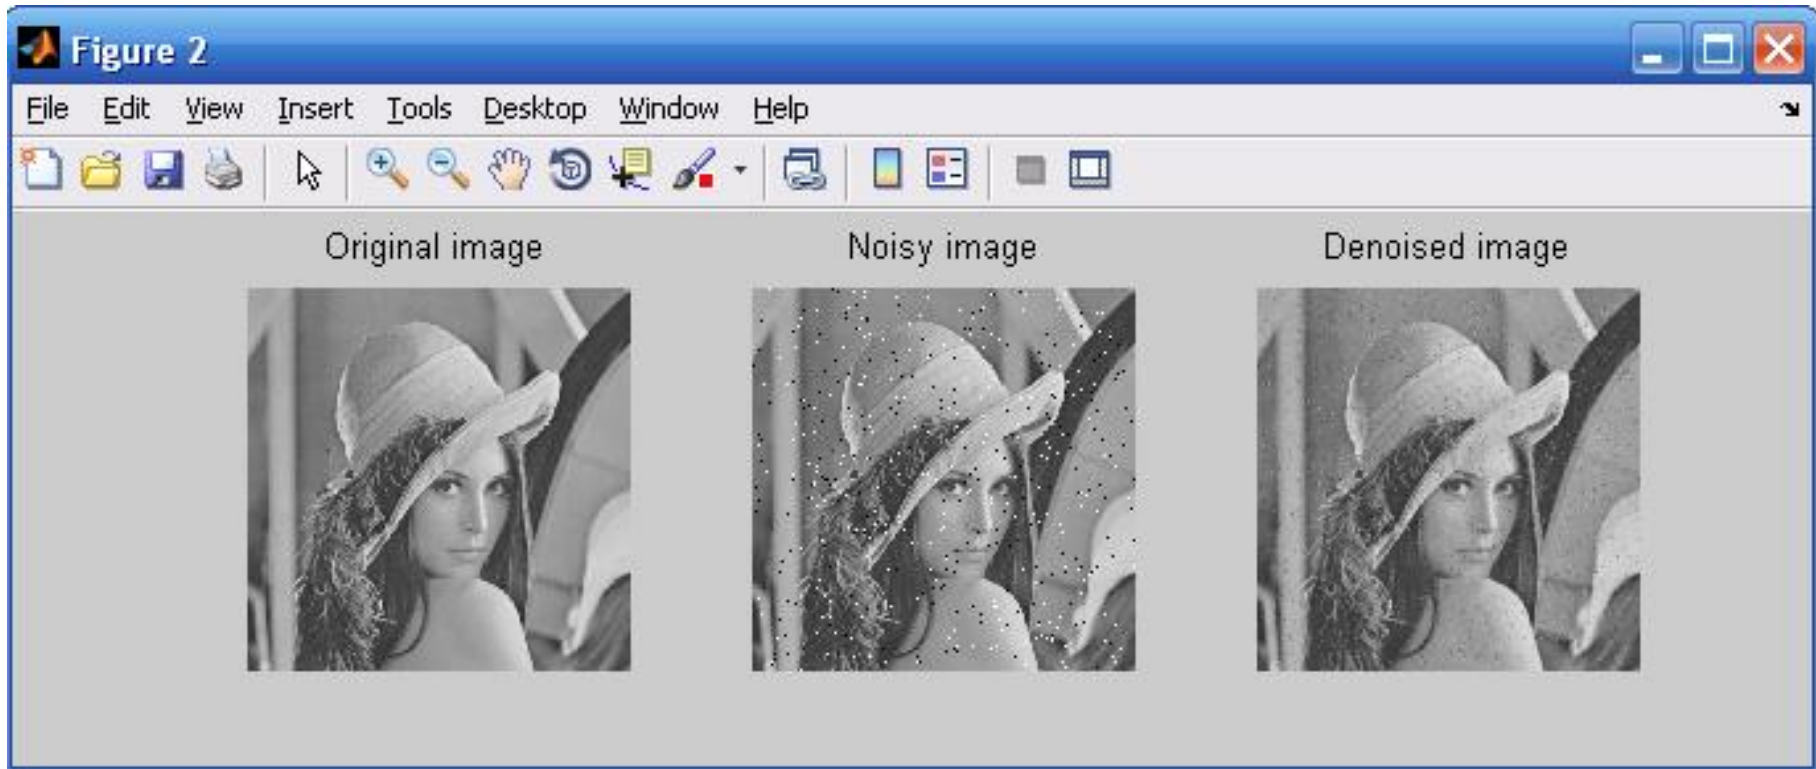 Figure 2
File Edit View Insert Tools Desktop Window Help
Original image Noisy image Denoised image